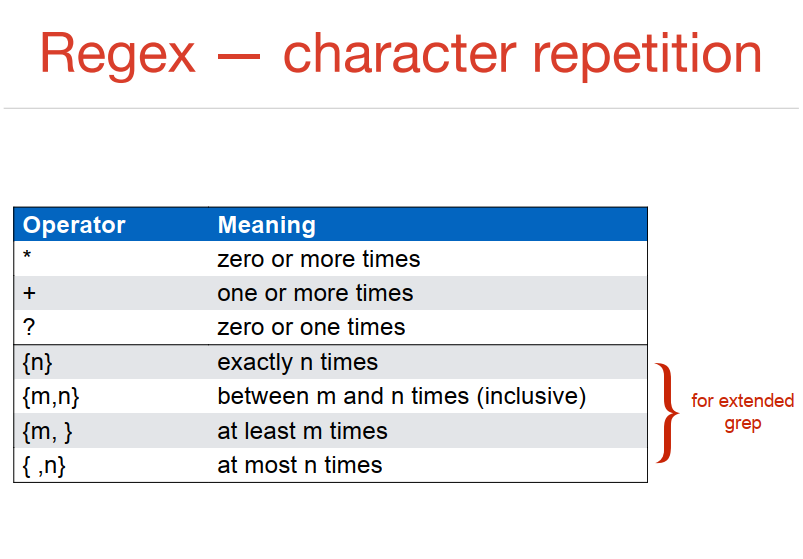 Regex — character repetition
Operator Meaning
* zero or more times
+ one or more times
? zero or one times
{n} exactly n times
{m,n} between m and n times (inclusive)
{m, } at least m times
{ ,n} at most n times
for extended
grep